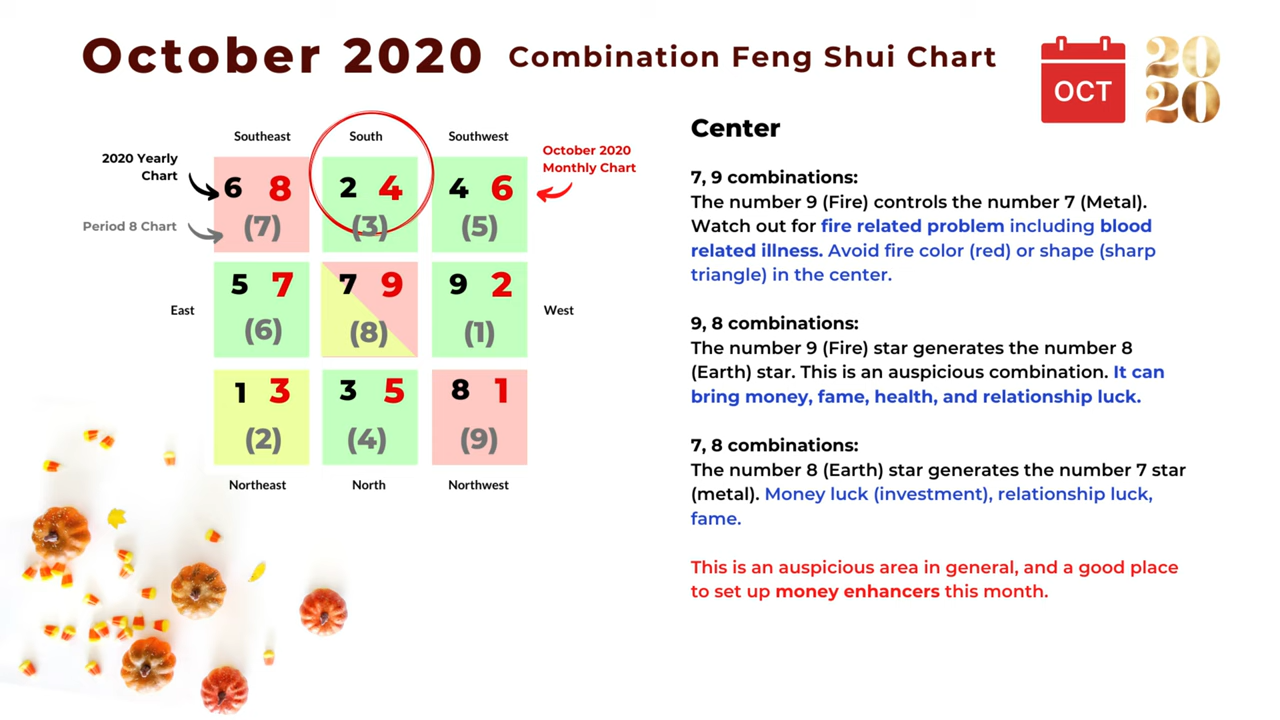 October 2020 Combination Feng Shui Chart
OCT
20
20
Southeast South Southwest
2020 Yearly
Chart
October 2020
Monthly Chart
6 8 2 4 4 6
Period 8 Chart
(7) (3) (5)
5 7 7 9 9 2
East West
(6) (8) (1)
1 3 3 5 8 1
(2) (4) (9)
Northeast North Northwest
Center
7, 9 combinations:
The number 9 (Fire) controls the number 7 (Metal).
Watch out for fire related problem including blood
related illness. Avoid fire color (red) or shape (sharp
triangle) in the center.
9, 8 combinations:
The number 9 (Fire) star generates the number 8
(Earth) star. This is an auspicious combination. It can
bring money, fame, health, and relationship luck.
7, 8 combinations:
The number 8 (Earth) star generates the number 7 star
(metal). Money luck (investment), relationship luck,
fame.
This is an auspicious area in general, and a good place
to set up money enhancers this month.